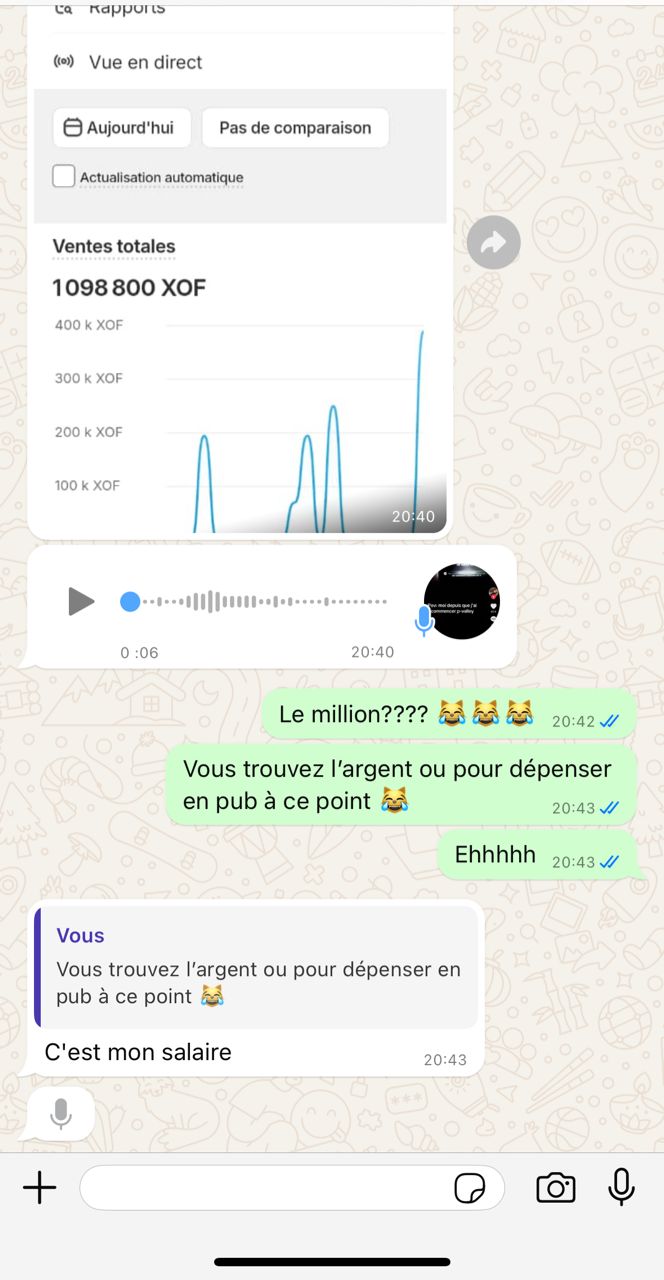 Rapports
Vue en direct
Aujourd'hui
Pas de comparaison
Actualisation automatique
Ventes totales
1 098 800 XOF
400 k XOF
300 k XOF
200 k XOF
100 k XOF
20:40
0 :06
20:40
Le million???? 😹😹😹
20:42
Vous trouvez l’argent ou pour dépenser
en pub à ce point 😹
20:43
Ehhhhh
20:43
Vous
Vous trouvez l’argent ou pour dépenser en
pub à ce point 😹
C'est mon salaire
20:43